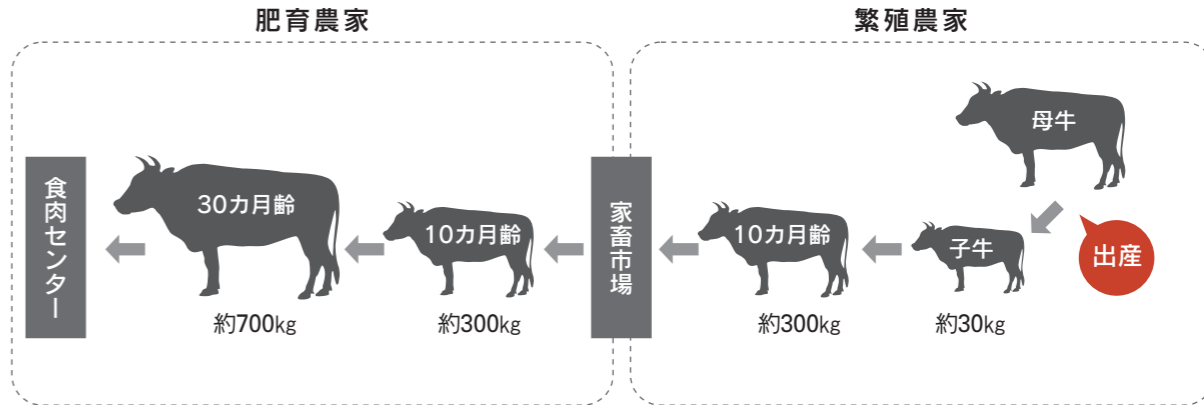 肥育農家
繁殖農家
母牛
出産
子牛
約30kg
10カ月齢
約300kg
家畜市場
10カ月齢
約300kg
30カ月齢
約700kg
食肉センター